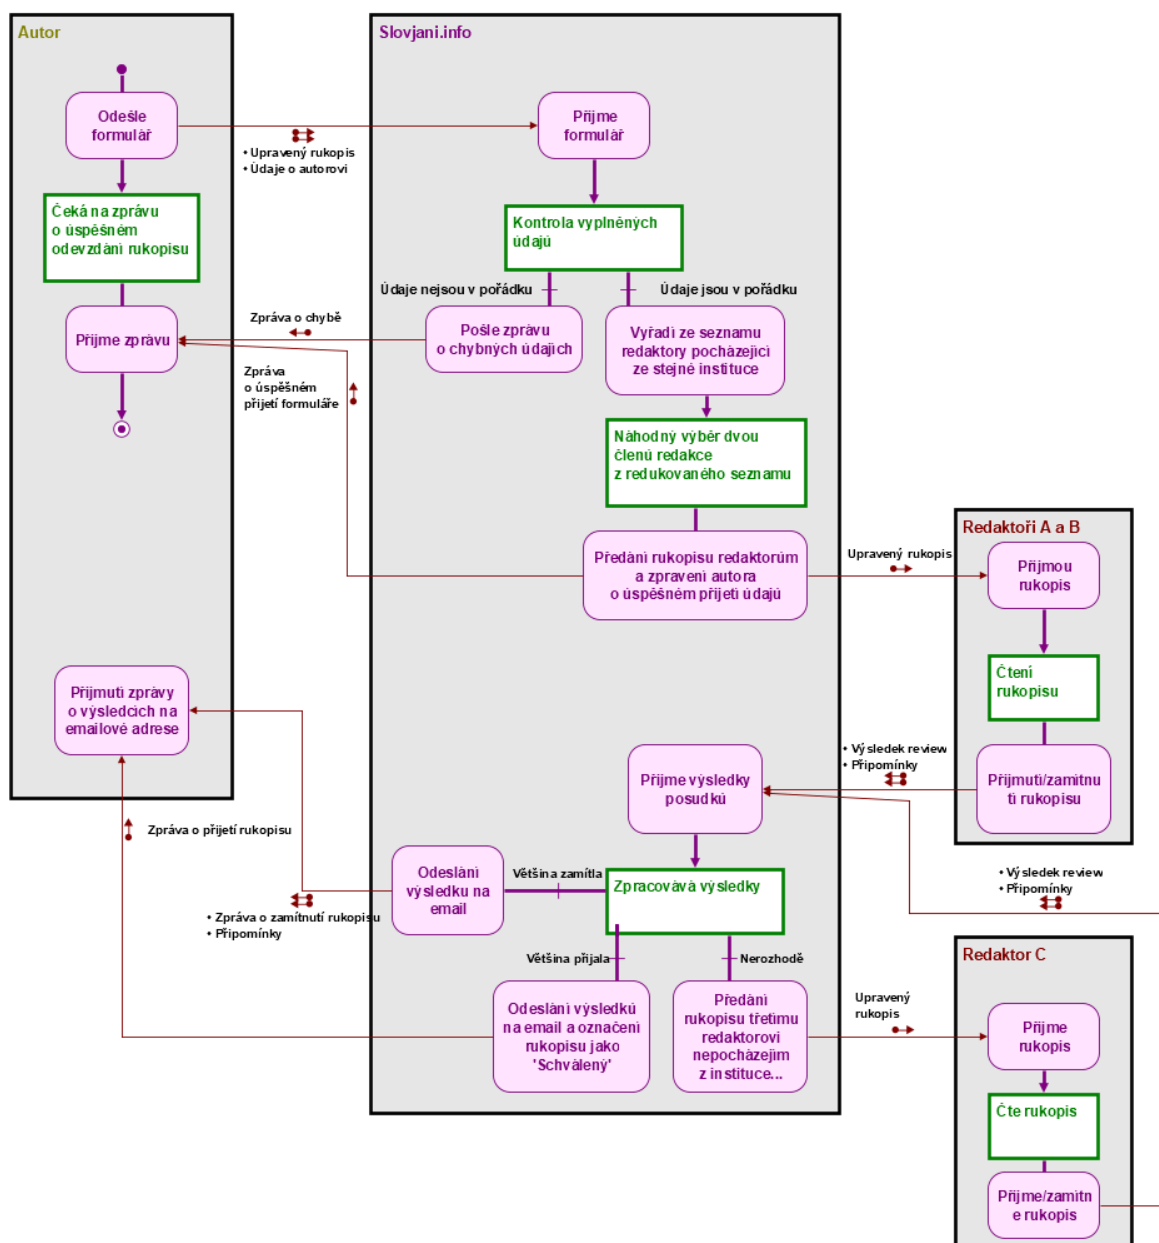 Autor
Odešle
formulář
Čeká na zprávu
o úspěšném
odevzdání rukopisu
Přijme zprávu
Přijmutí zprávy
o výsledcích na
emailové adrese
• Upravený rukopis
• Údaje o autorovi
Zpráva o chybě
Zpráva
o úspěšném
přijetí formuláře
Zpráva o přijetí rukopisu
• Zpráva o zamítnutí rukopisu
• Připomínky
Slovjani.info
Přijme
formulář
Kontrola vyplněných
údajů
Údaje nejsou v pořádku
Údaje jsou v pořádku
Pošle zprávu
o chybných údajích
Vyřadí ze seznamu
redaktory pocházející
ze stejné instituce
Náhodný výběr dvou
členů redakce
z redukovaného seznamu
Předání rukopisu redaktorům
a zpravení autora
o úspěšném přijetí údajů
Přijme výsledky
posudků
Zpracovává výsledky
Většina zamítla
Odeslání
výsledku na
email
Většina přijala
Nerozhodě
Odeslání výsledků
na email a označení
rukopisu jako
'Schválený'
Předání
rukopisu třetímu
redaktorovi
nepocházejím
z instituce...
Upravený rukopis
Redaktoři A a B
Přijmou
rukopis
Čtení
rukopisu
Přijmutí/zamítnu
tí rukopisu
• Výsledek review
• Připomínky
• Výsledek review
• Připomínky
Upravený
rukopis
Redaktor C
Přijme
rukopis
Čte rukopis
Přijme/zamítn
e rukopis